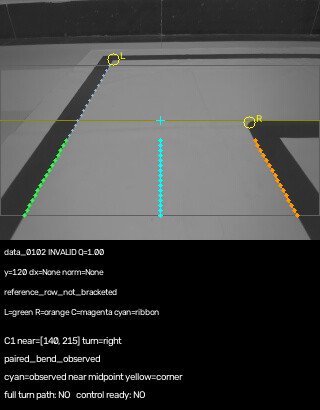 L
R
data_0102 INVALID Q=1.00
y=120 dx=None norm=None
reference_row_not_bracketed
L=green R=orange C=magenta cyan=ribbon
C1 near=[140, 215] turn=right
paired_bend_observed
cyan=observed near midpoint yellow=corner
full turn path: NO control ready: NO